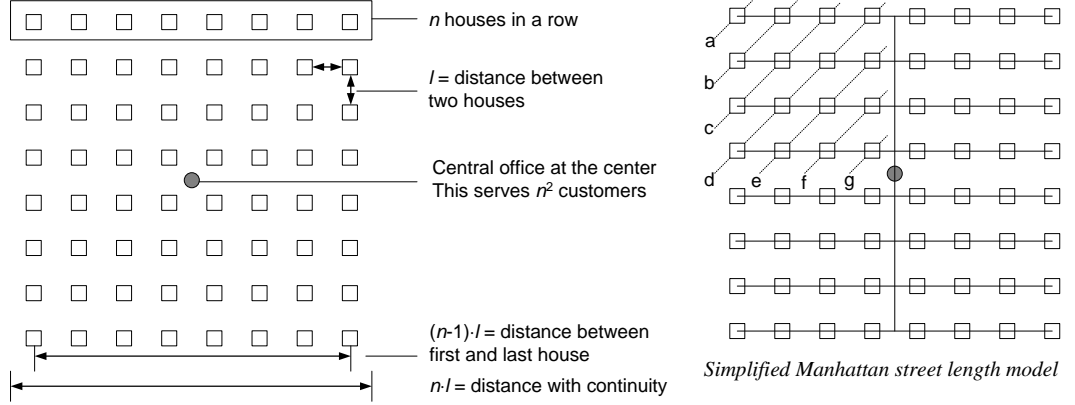 n houses in a row
l = distance between
two houses
Central office at the center
This serves n² customers
(n-1)·l = distance between
first and last house
n·l = distance with continuity
a
b
c
d e f g
Simplified Manhattan street length model